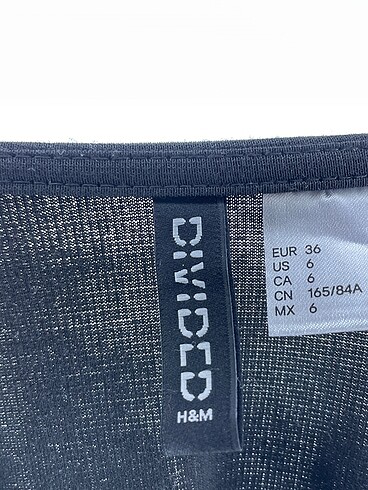 DIVIDED
H&M
EUR 36
US 6
CA 6
CN 165/84A
MX 6